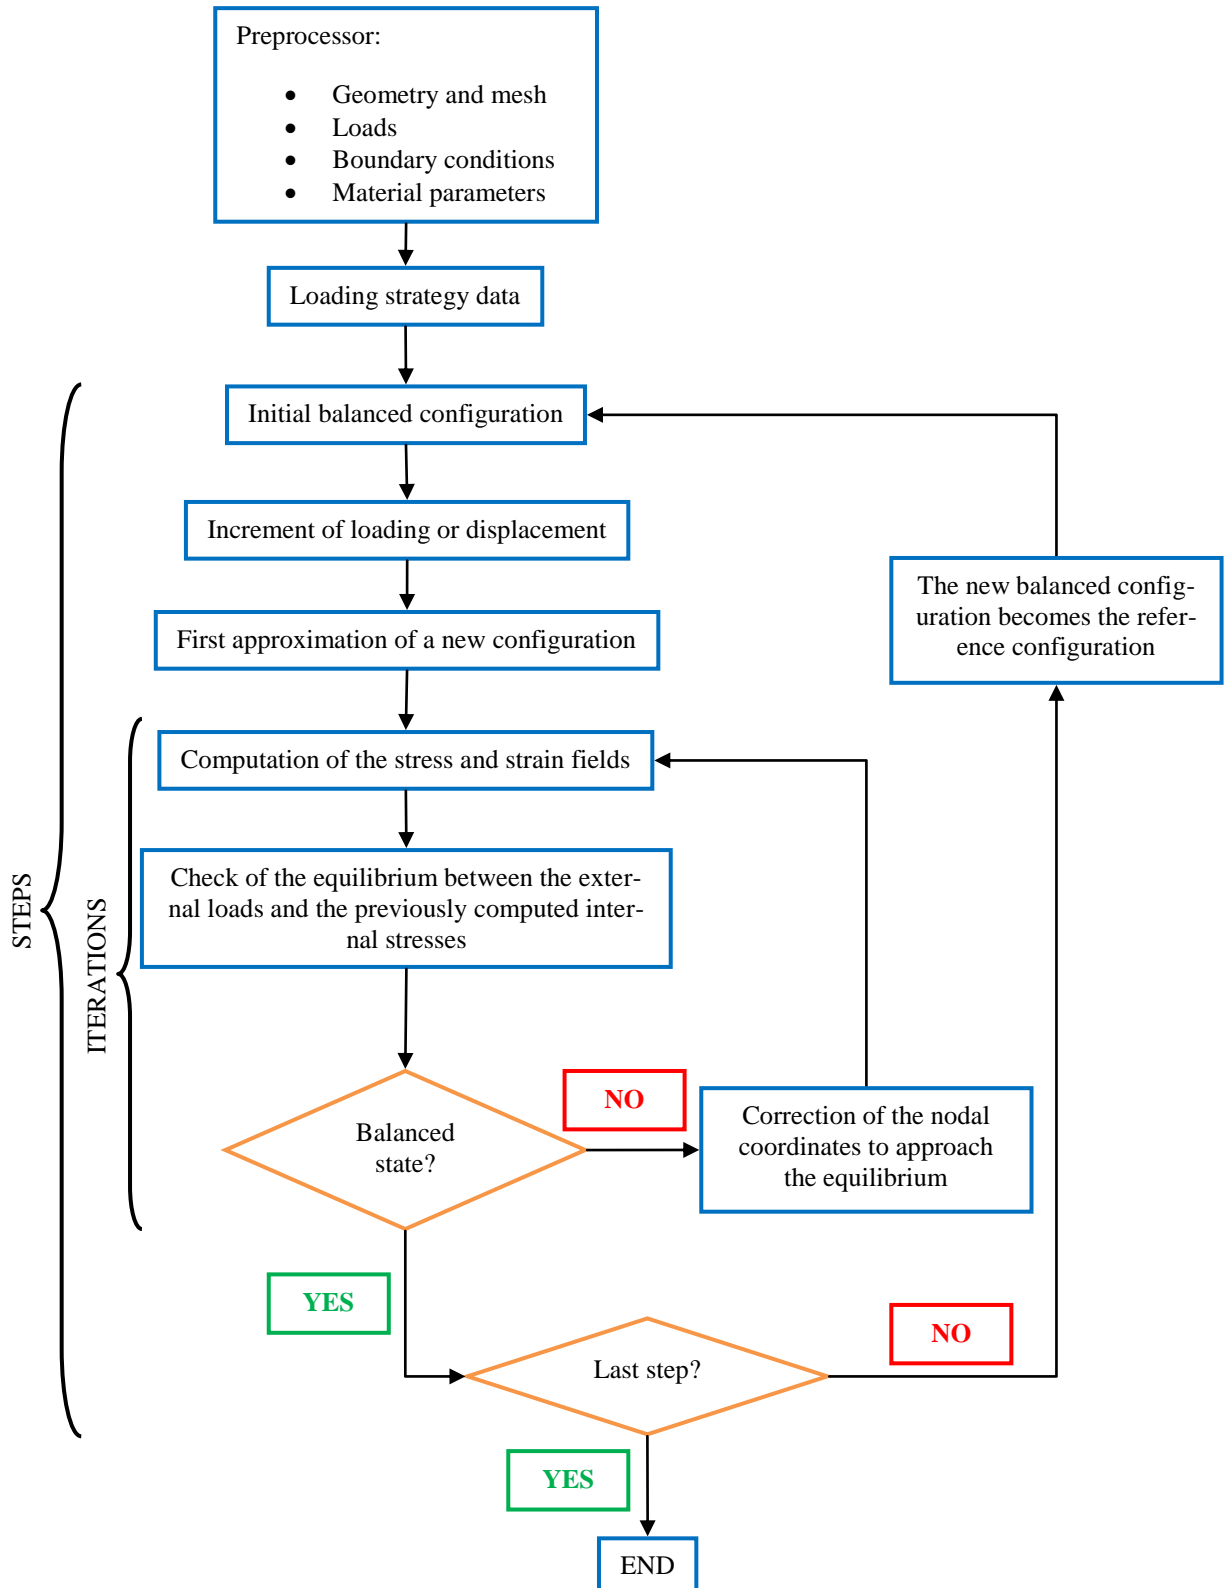 Preprocessor:
• Geometry and mesh
• Loads
• Boundary conditions
• Material parameters
Loading strategy data
Initial balanced configuration
Increment of loading or displacement
The new balanced config-
uration becomes the refer-
ence configuration
First approximation of a new configuration
Computation of the stress and strain fields
Check of the equilibrium between the exter-
nal loads and the previously computed inter-
nal stresses
STEPS
ITERATIONS
Balanced
state?
NO
Correction of the nodal
coordinates to approach
the equilibrium
YES
Last step?
NO
YES
END